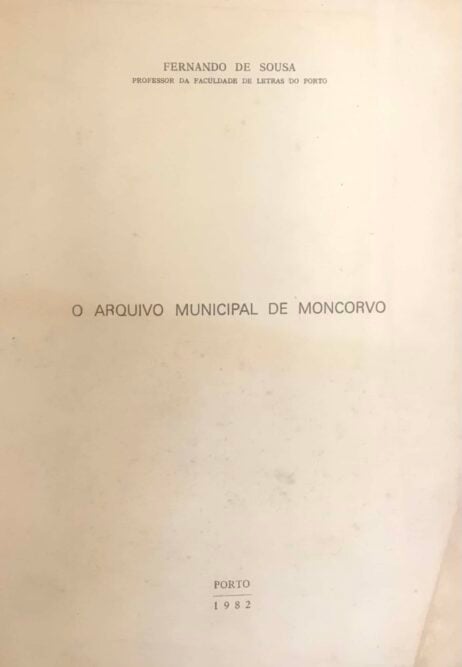 FERNANDO DE SOUSA
PROFESSOR DA FACULDADE DE LETRAS DO PORTO
O ARQUIVO MUNICIPAL DE MONCORVO
PORTO
1982